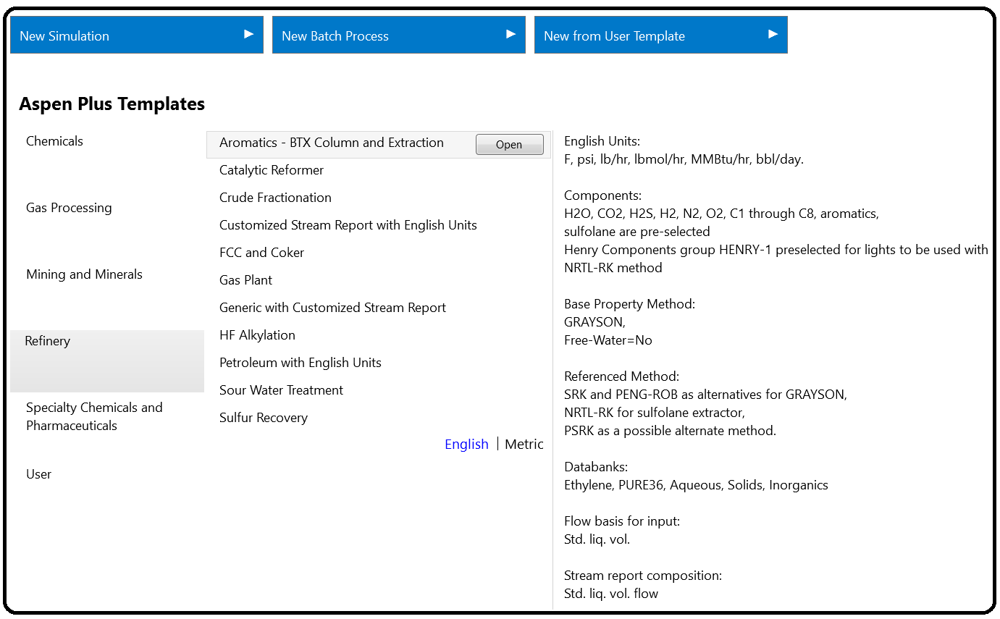 New Simulation
New Batch Process
New from User Template
Aspen Plus Templates
Chemicals
Gas Processing
Mining and Minerals
Refinery
Specialty Chemicals and
Pharmaceuticals
User
Aromatics - BTX Column and Extraction
Open
Catalytic Reformer
Crude Fractionation
Customized Stream Report with English Units
FCC and Coker
Gas Plant
Generic with Customized Stream Report
HF Alkylation
Petroleum with English Units
Sour Water Treatment
Sulfur Recovery
English | Metric
English Units:
F, psi, lb/hr, lbmol/hr, MMBtu/hr, bbl/day.
Components:
H2O, CO2, H2S, H2, N2, O2, C1 through C8, aromatics,
sulfolane are pre-selected
Henry Components group HENRY-1 preselected for lights to be used with
NRTL-RK method
Base Property Method:
GRAYSON,
Free-Water=No
Referenced Method:
SRK and PENG-ROB as alternatives for GRAYSON,
NRTL-RK for sulfolane extractor,
PSRK as a possible alternate method.
Databanks:
Ethylene, PURE36, Aqueous, Solids, Inorganics
Flow basis for input:
Std. liq. vol.
Stream report composition:
Std. liq. vol. flow